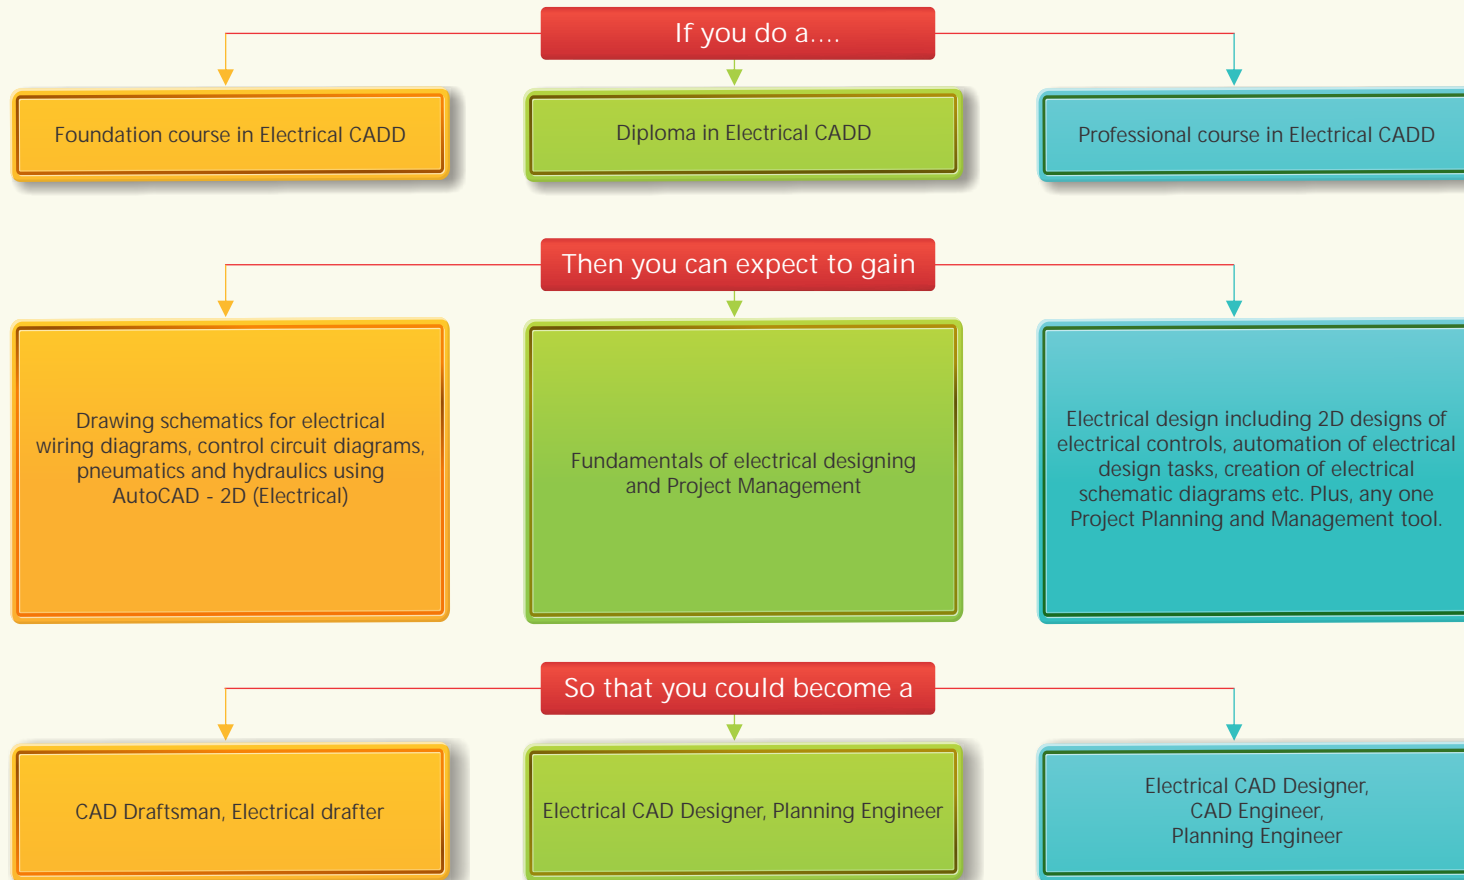 If you do a....
Foundation course in Electrical CADD
Diploma in Electrical CADD
Professional course in Electrical CADD
Then you can expect to gain
Drawing schematics for electrical
wiring diagrams, control circuit diagrams,
pneumatics and hydraulics using
AutoCAD - 2D (Electrical)
Fundamentals of electrical designing
and Project Management
Electrical design including 2D designs of
electrical controls, automation of electrical
design tasks, creation of electrical
schematic diagrams etc. Plus, any one
Project Planning and Management tool.
So that you could become a
CAD Draftsman, Electrical drafter
Electrical CAD Designer, Planning Engineer
Electrical CAD Designer,
CAD Engineer,
Planning Engineer